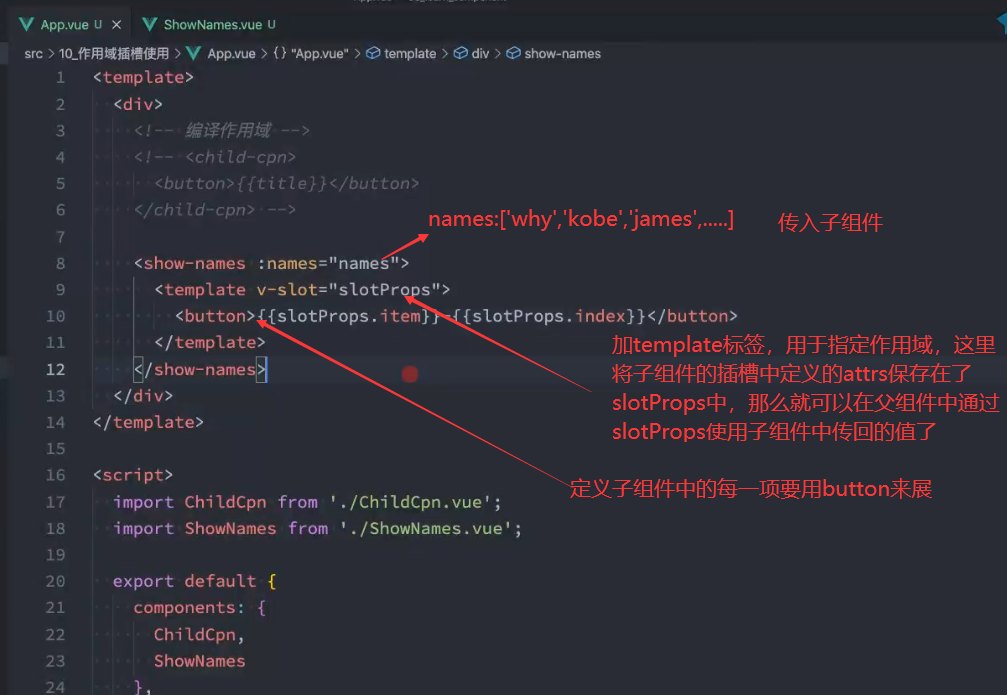 App.vue U ShowNames.vue U
src > 10_作用域插槽使用 > App.vue > {} "App.vue" > template > div > show-names
1 <template>
2 <div>
3 <!-- 编译作用域 -->
4 <!-- <child-cpn>
5 <button>{{title}}</button>
6 </child-cpn> -->
names:['why','kobe','james',.....] 传入子组件
7
8 <show-names :names="names">
9 <template v-slot="slotProps">
10 <button>{{slotProps.item}}-{{slotProps.index}}</button>
11 </template>
加template标签，用于指定作用域，这里
将子组件的插槽中定义的attrs保存在了
slotProps中，那么就可以在父组件中通过
slotProps使用子组件中传回的值了
12 </show-names>
13 </div>
14 </template>
15
16 <script>
定义子组件中的每一项要用button来展
17 import ChildCpn from './ChildCpn.vue';
18 import ShowNames from './ShowNames.vue';
19
20 export default {
21 components: {
22 ChildCpn,
23 ShowNames
24 },